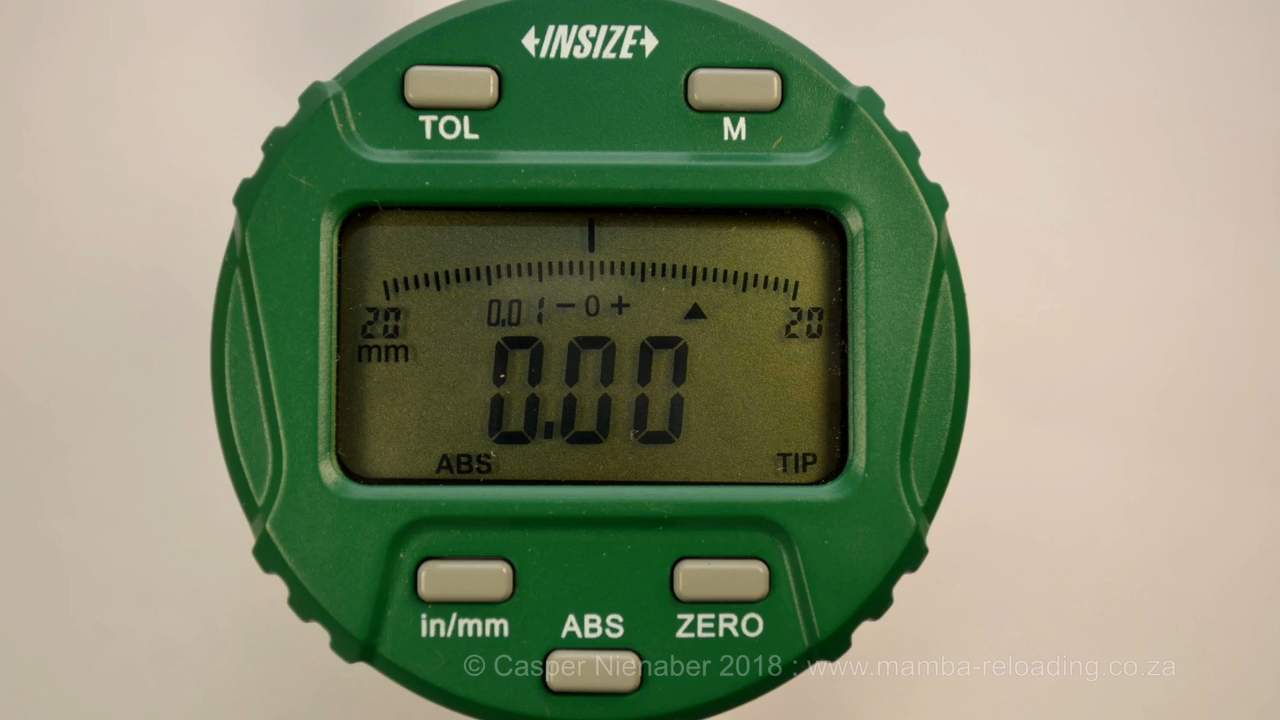 INSIZE
TOL M
0.01 - 0 +
20 20
mm
0.00
ABS TIP
in/mm ABS ZERO
© Casper Nienaber 2018 : www.mamba-reloading.co.za